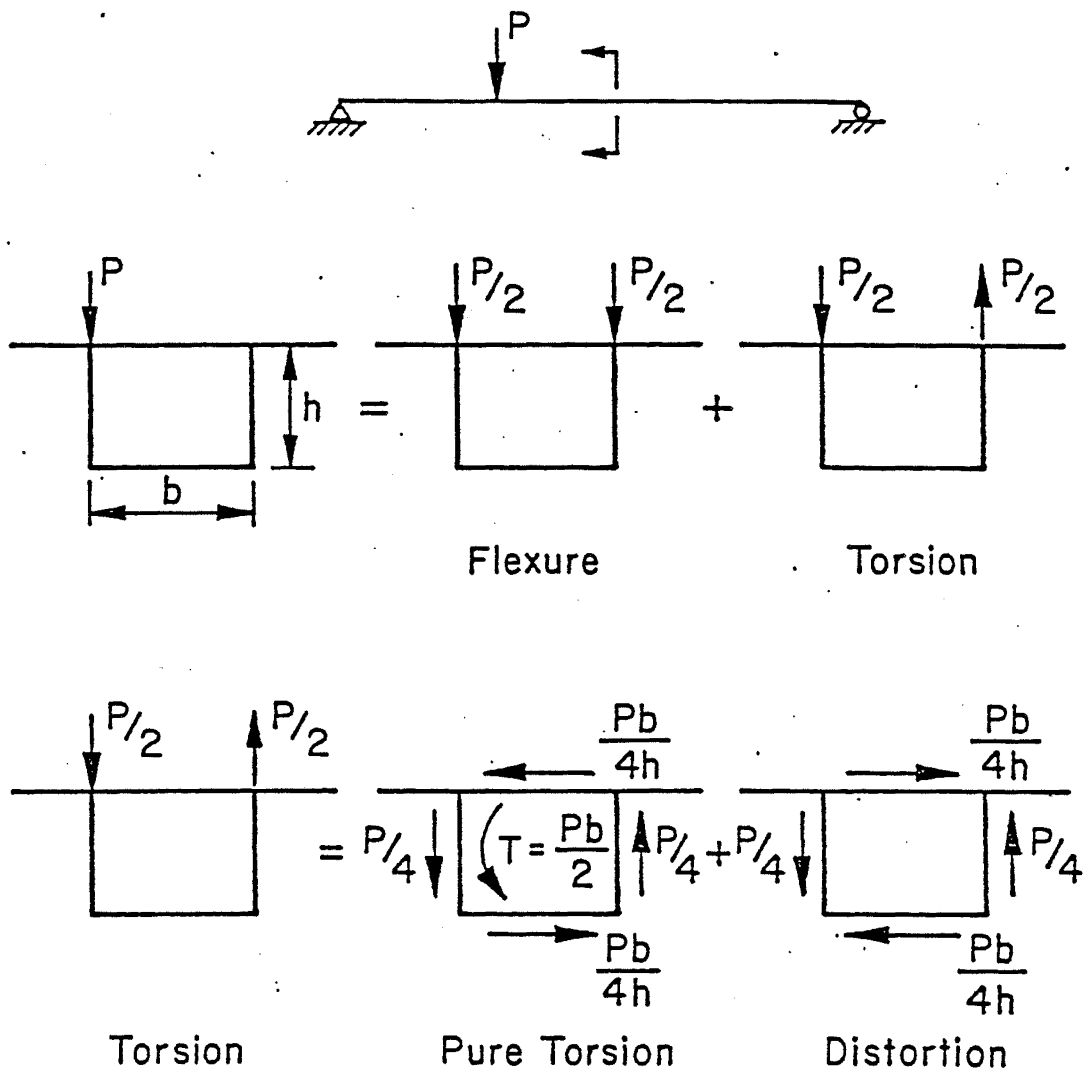 P
P P/2 P/2 P/2 P/2
h = +
b
Flexure Torsion
P/2 P/2 Pb/4h Pb/4h
= P/4 T = Pb/2 P/4 + P/4 P/4
Pb/4h Pb/4h
Torsion Pure Torsion Distortion